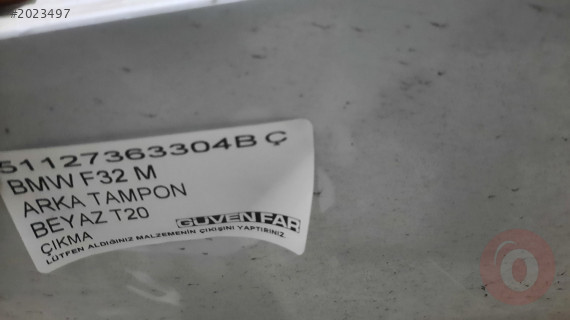 #2023497
51127363304B Ç
BMW F32 M
ARKA TAMPON
BEYAZ T20
ÇIKMA
GÜVEN FAR
LÜTFEN ALDIĞINIZ MALZEMENİN ÇIKIŞINI YAPTIRINIZ.